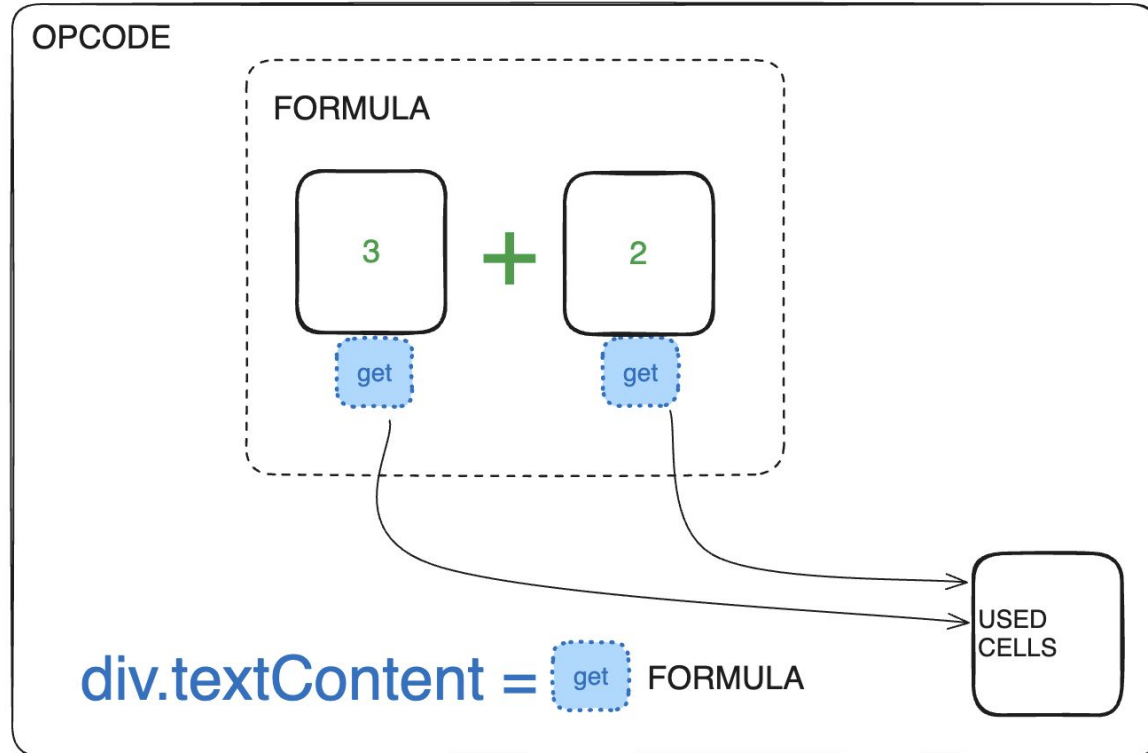 OPCODE
FORMULA
3 + 2
get get
USED
CELLS
div.textContent = get FORMULA